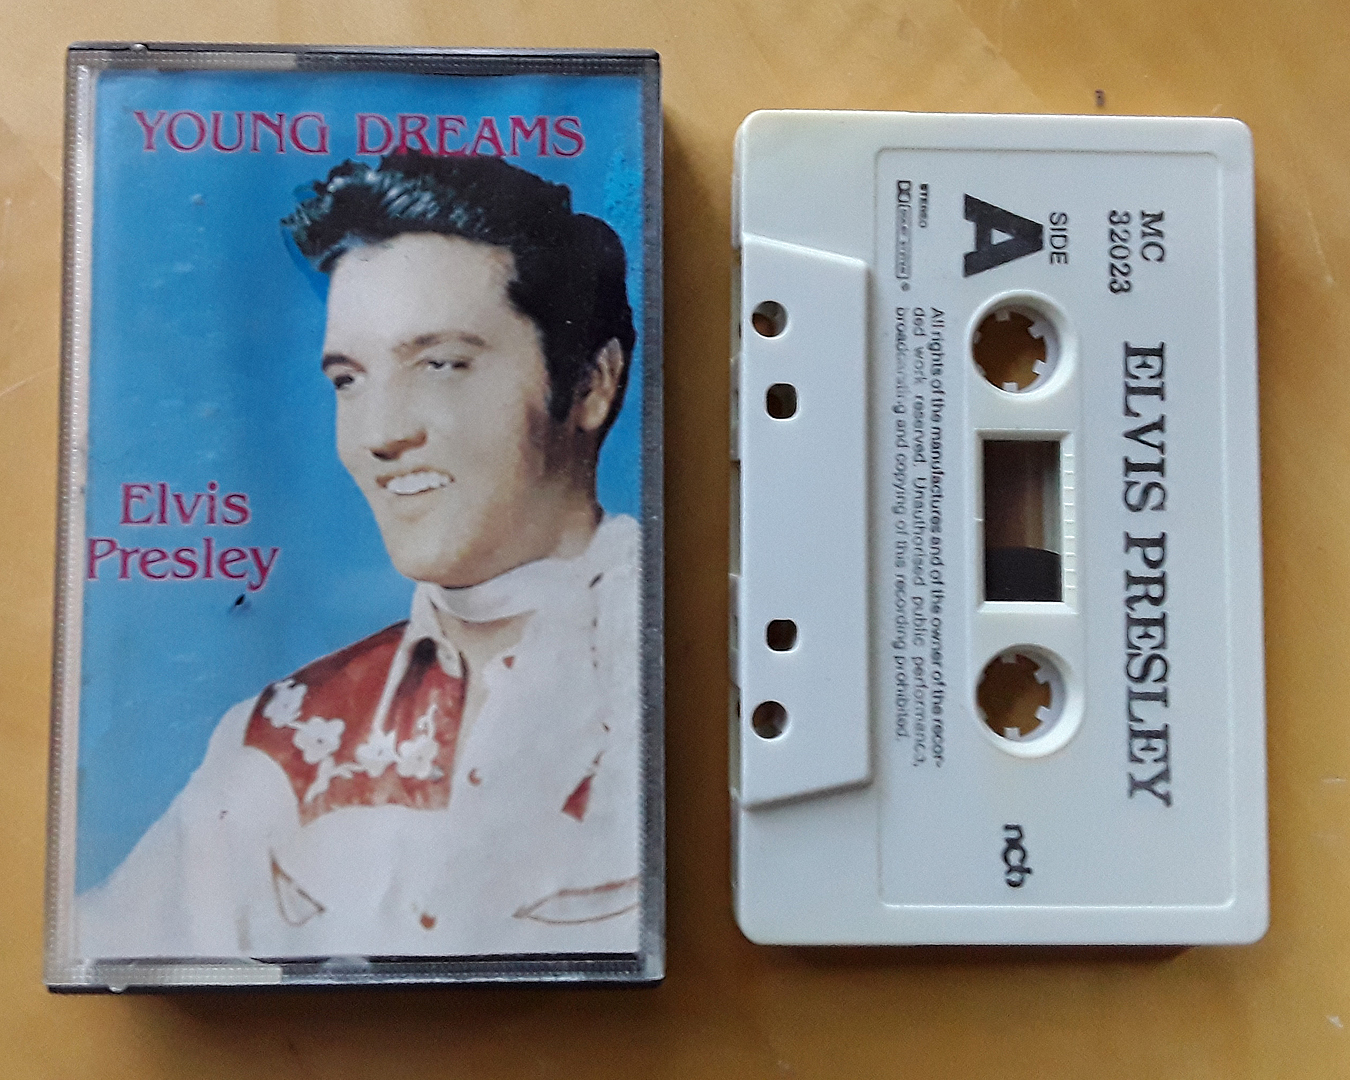 YOUNG DREAMS
Elvis
Presley
MC
32023
ELVIS PRESLEY
SIDE
A
STEREO
All rights of the manufactures and of the owner of the recor-
ded work reserved. Unauthorised public performance,
broadcasting and copying of this recording prohibited.
ncb